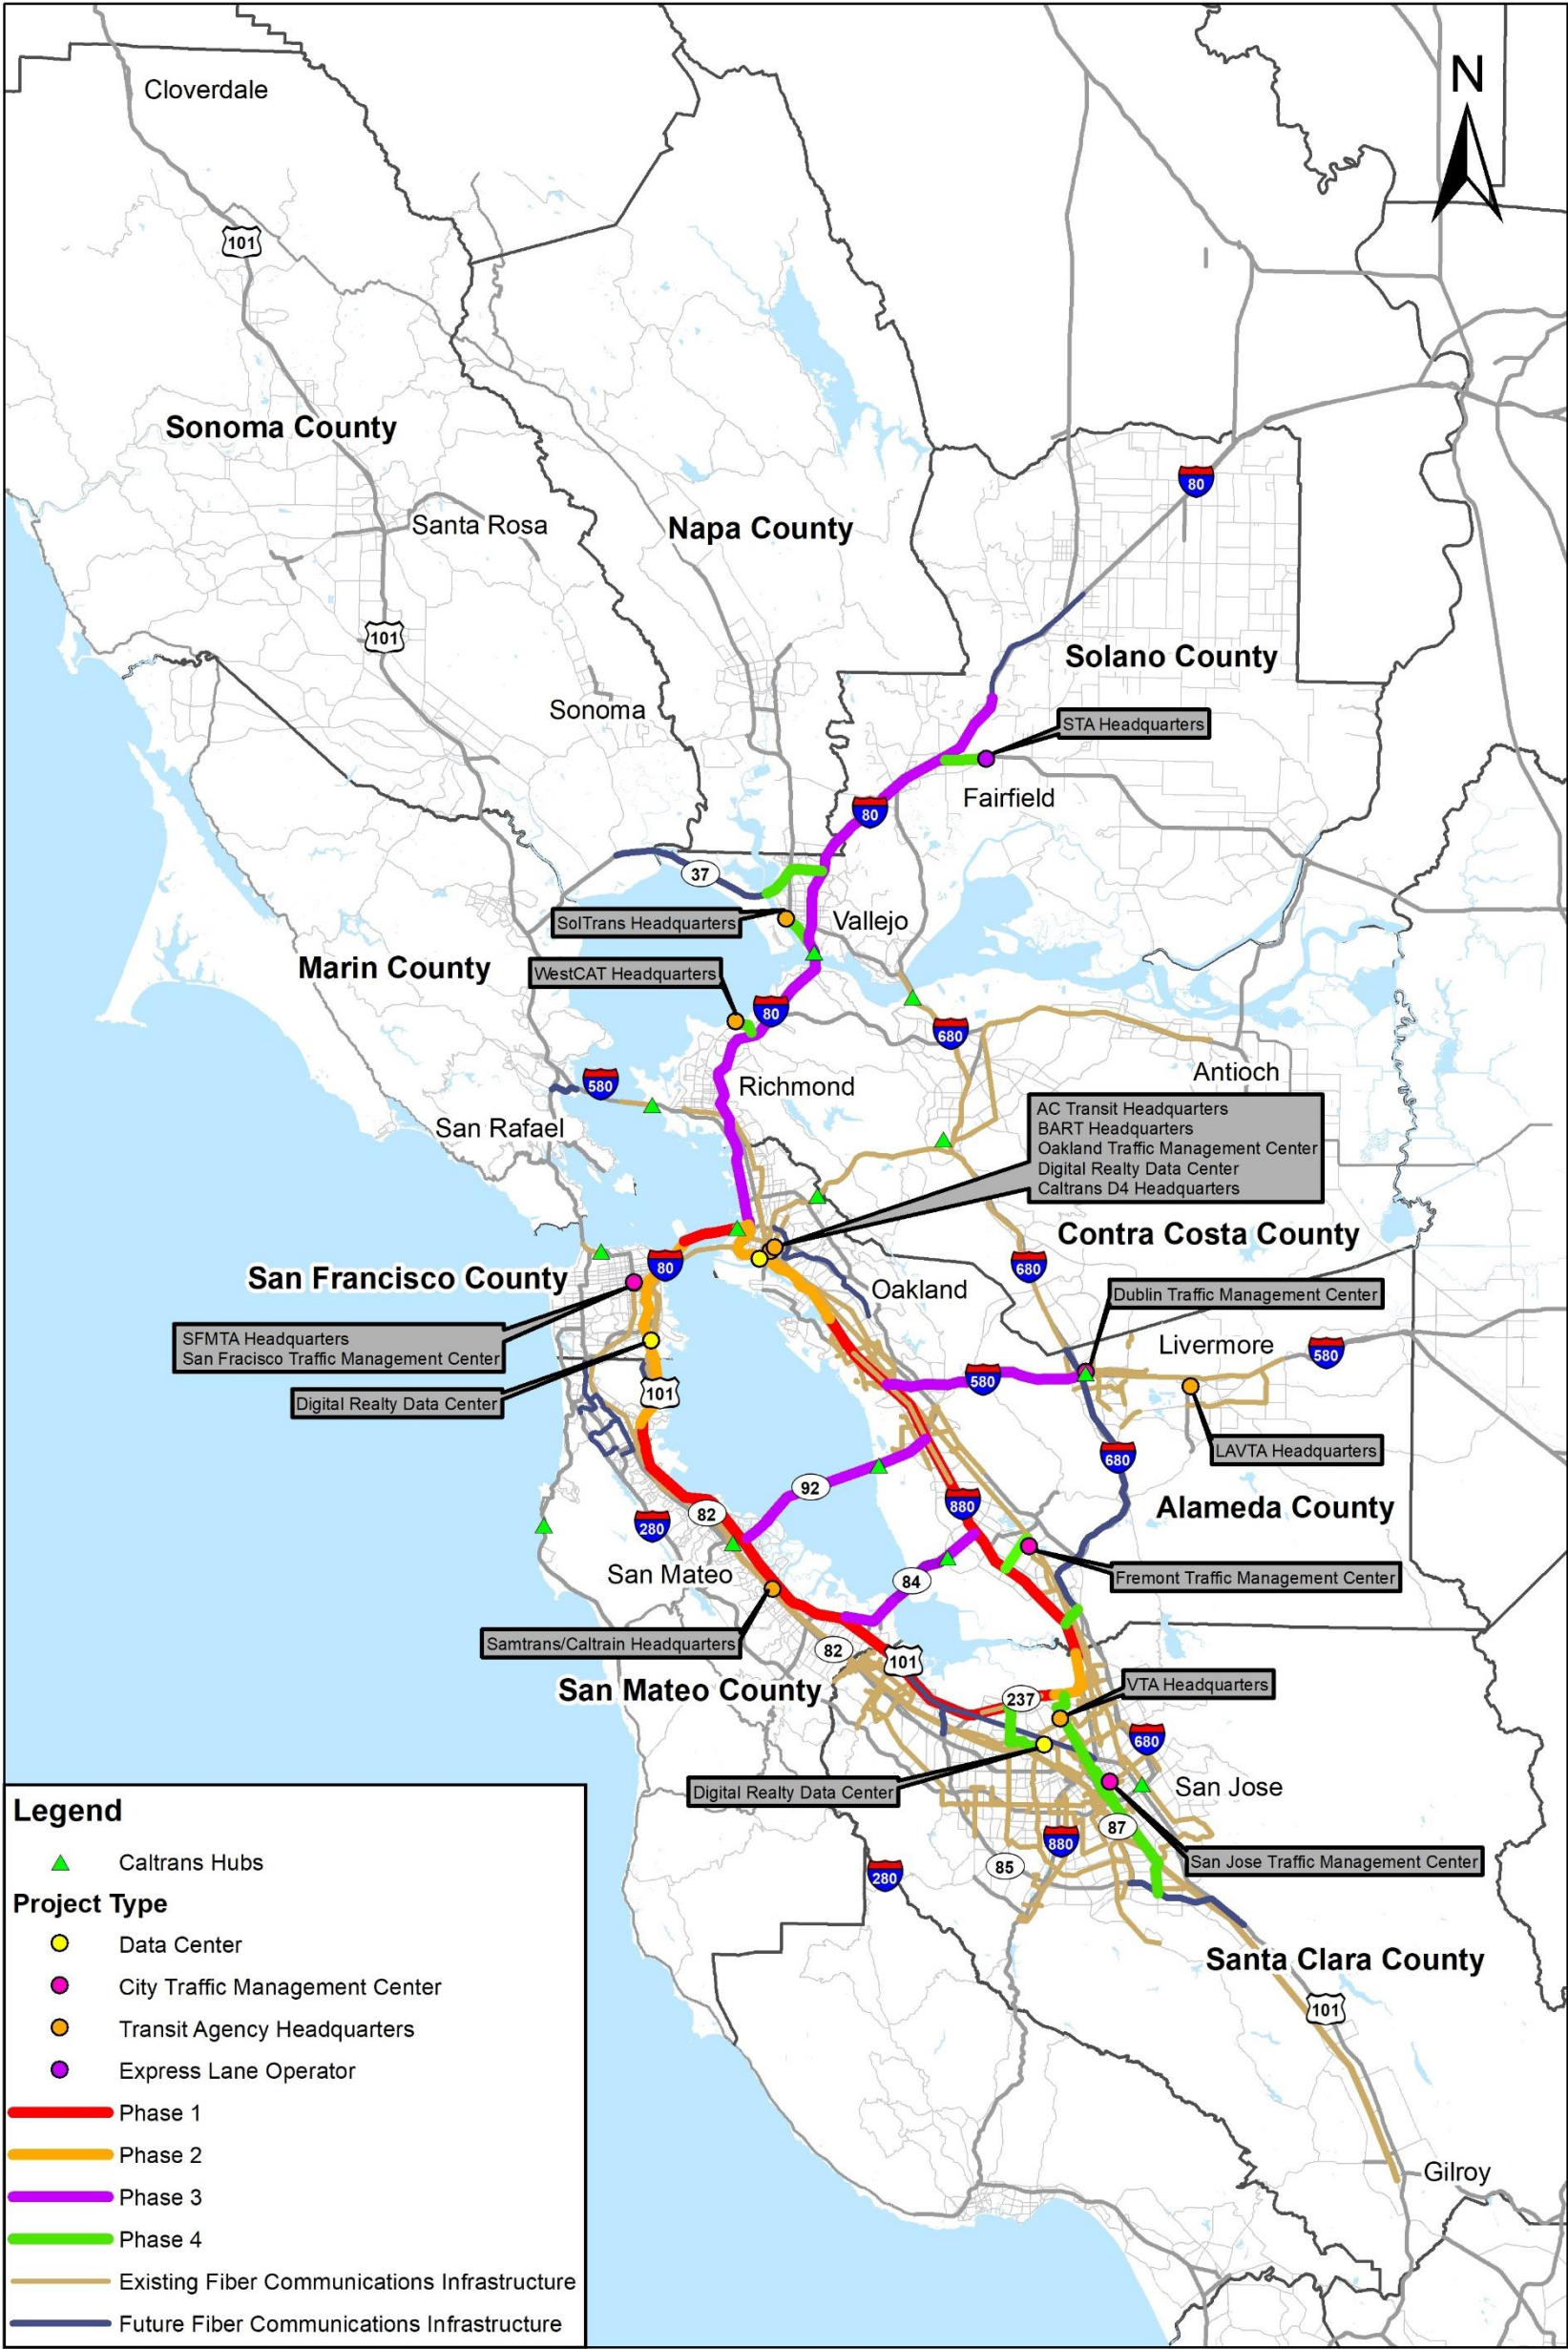 N
Cloverdale
101
Sonoma County
80
Santa Rosa
Napa County
101
Solano County
Sonoma
STA Headquarters
Fairfield
80
37
SolTrans Headquarters
Vallejo
Marin County
WestCAT Headquarters
80
680
Antioch
580
Richmond
San Rafael
AC Transit Headquarters
BART Headquarters
Oakland Traffic Management Center
Digital Realty Data Center
Caltrans D4 Headquarters
Contra Costa County
680
80
San Francisco County
Oakland
Dublin Traffic Management Center
SFMTA Headquarters
San Fracisco Traffic Management Center
Livermore
580
580
101
Digital Realty Data Center
LAVTA Headquarters
680
92
880
Alameda County
82
280
San Mateo
84
Fremont Traffic Management Center
Samtrans/Caltrain Headquarters
82
101
San Mateo County
237
VTA Headquarters
680
Digital Realty Data Center
San Jose
87
880
85
280
San Jose Traffic Management Center
Santa Clara County
101
Gilroy
Legend
Caltrans Hubs
Project Type
Data Center
City Traffic Management Center
Transit Agency Headquarters
Express Lane Operator
Phase 1
Phase 2
Phase 3
Phase 4
Existing Fiber Communications Infrastructure
Future Fiber Communications Infrastructure